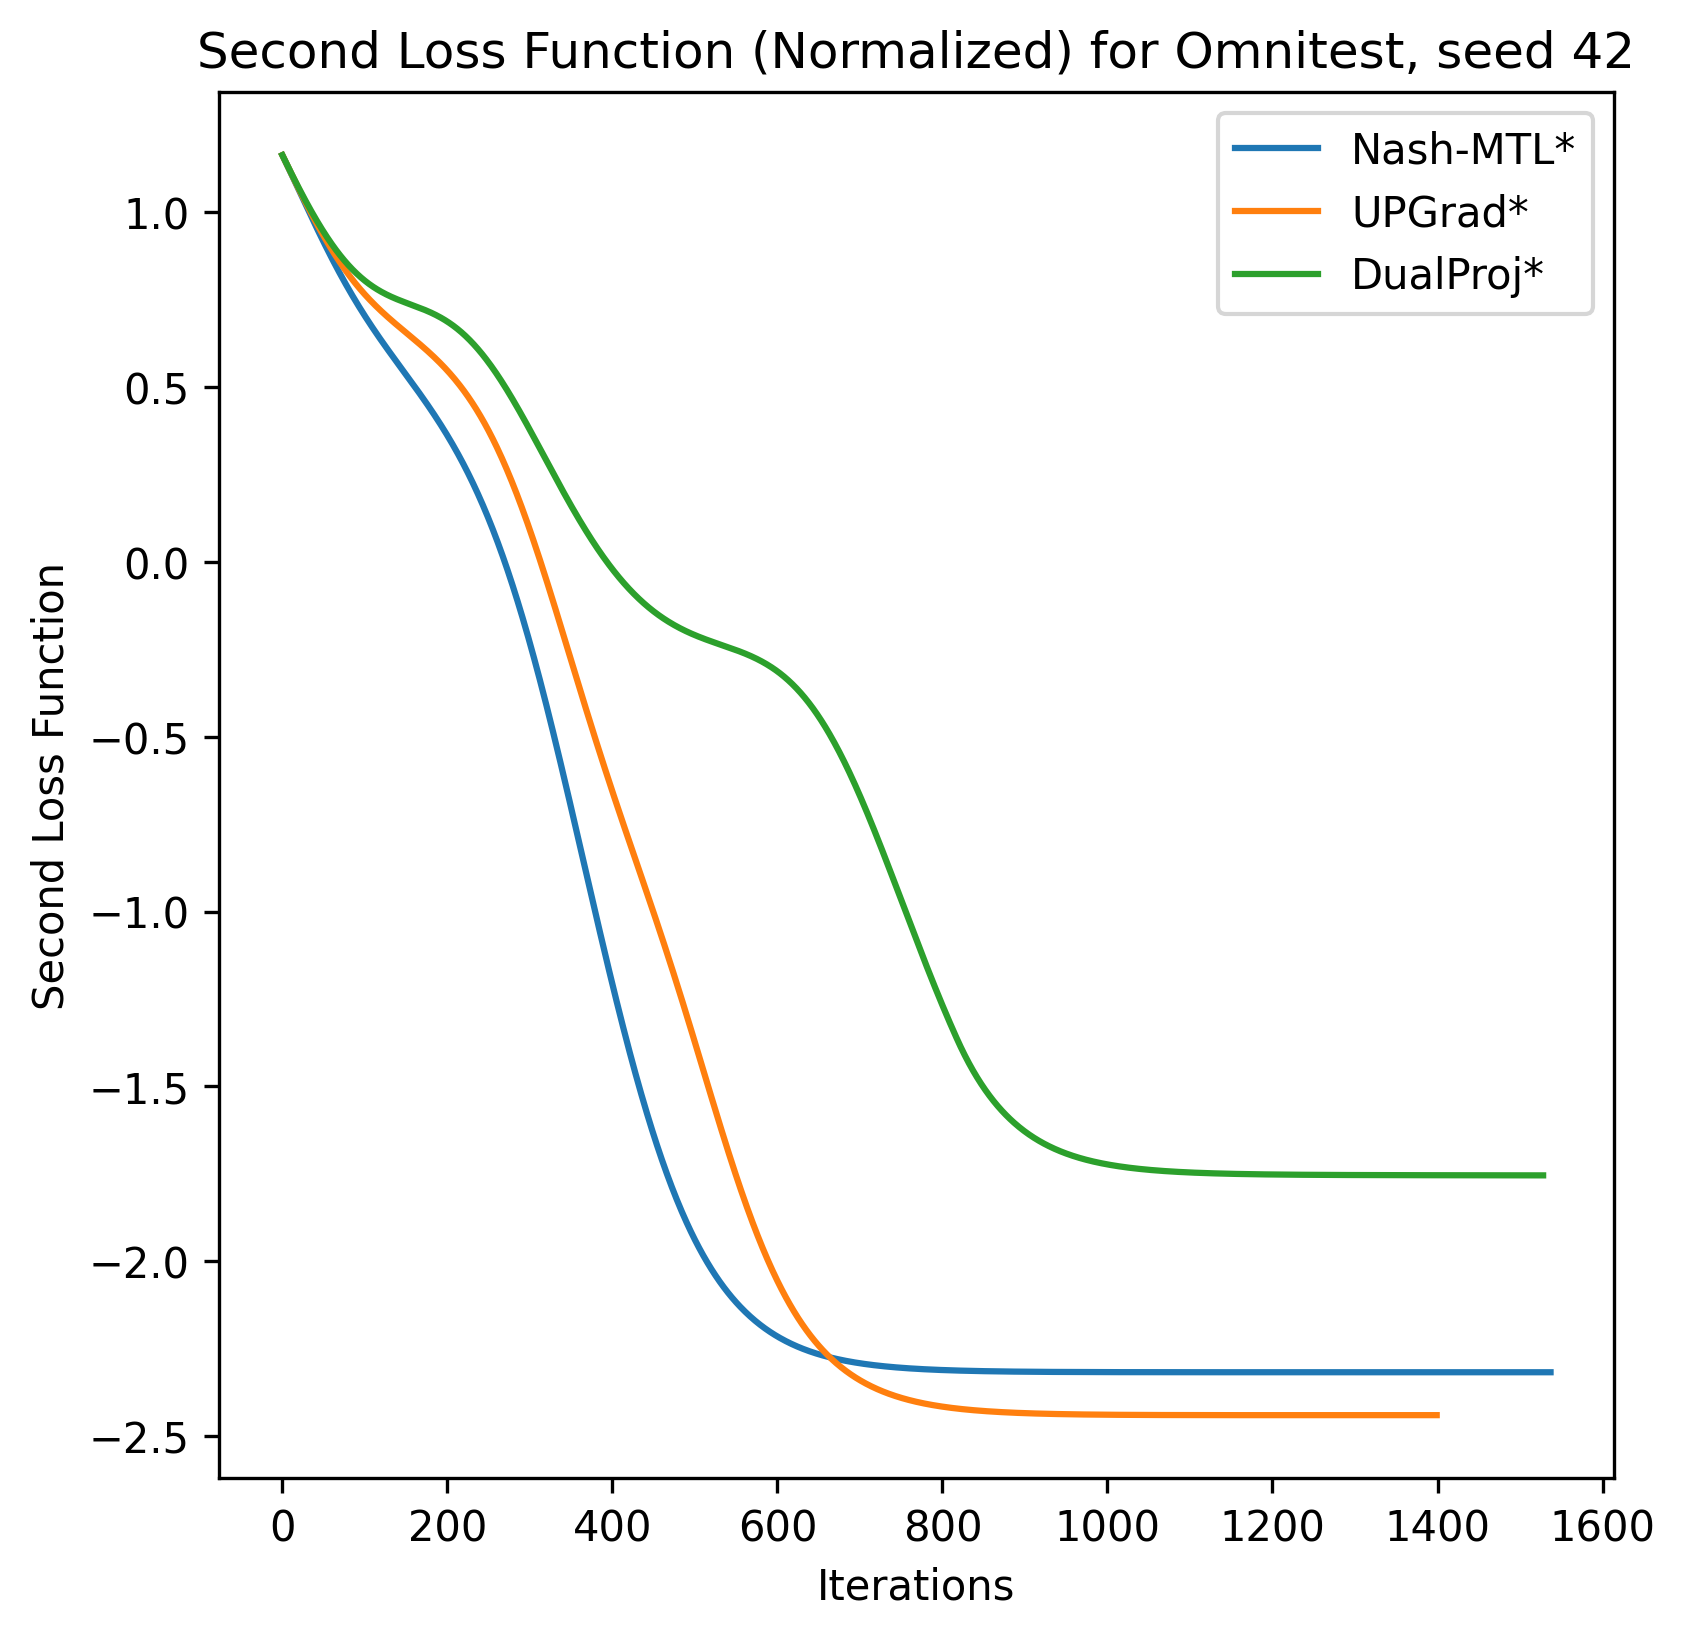 Second Loss Function (Normalized) for Omnitest, seed 42
Nash-MTL*
UPGrad*
DualProj*
Second Loss Function
1.0
0.5
0.0
−0.5
−1.0
−1.5
−2.0
−2.5
0 200 400 600 800 1000 1200 1400 1600
Iterations